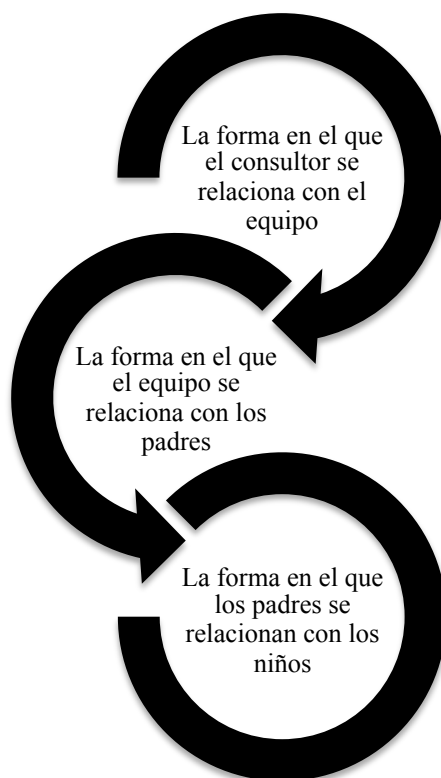 La forma en el que
el consultor se
relaciona con el
equipo
La forma en el que
el equipo se
relaciona con los
padres
La forma en el que
los padres se
relacionan con los
niños